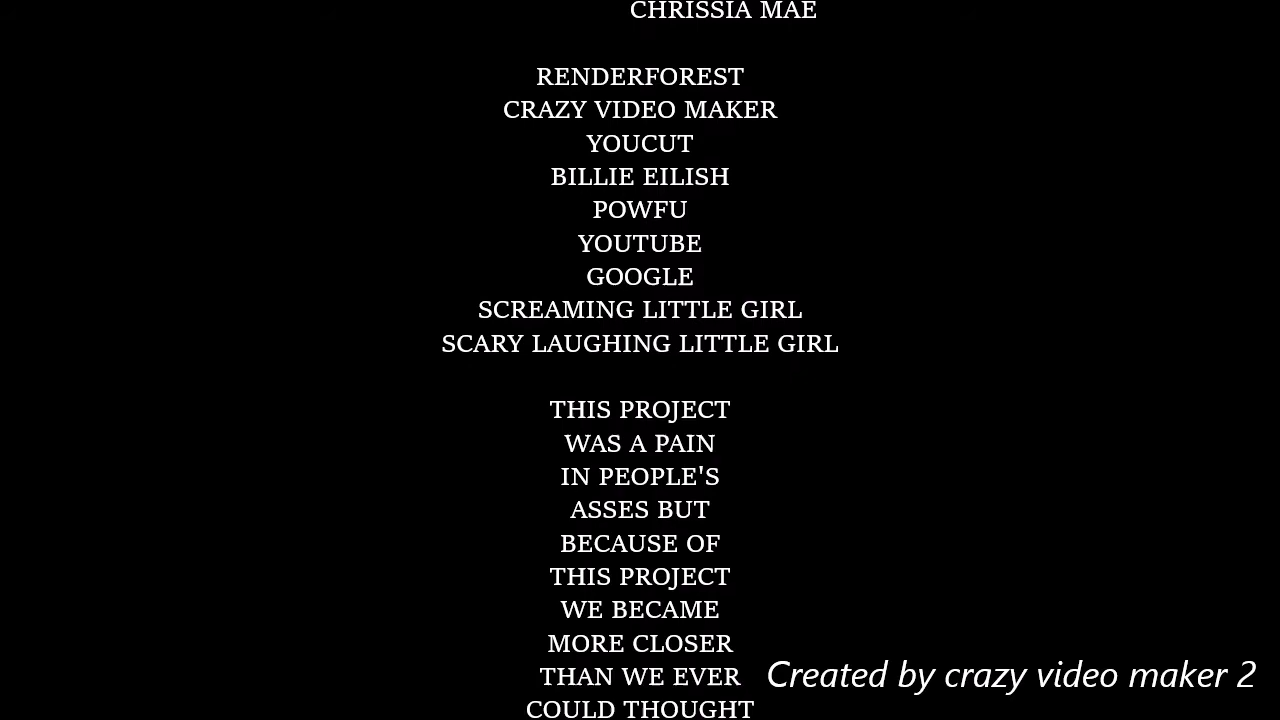 CHRISSIA MAE
RENDERFOREST
CRAZY VIDEO MAKER
YOUCUT
BILLIE EILISH
POWFU
YOUTUBE
GOOGLE
SCREAMING LITTLE GIRL
SCARY LAUGHING LITTLE GIRL
THIS PROJECT
WAS A PAIN
IN PEOPLE'S
ASSES BUT
BECAUSE OF
THIS PROJECT
WE BECAME
MORE CLOSER
THAN WE EVER
COULD THOUGHT
Created by crazy video maker 2